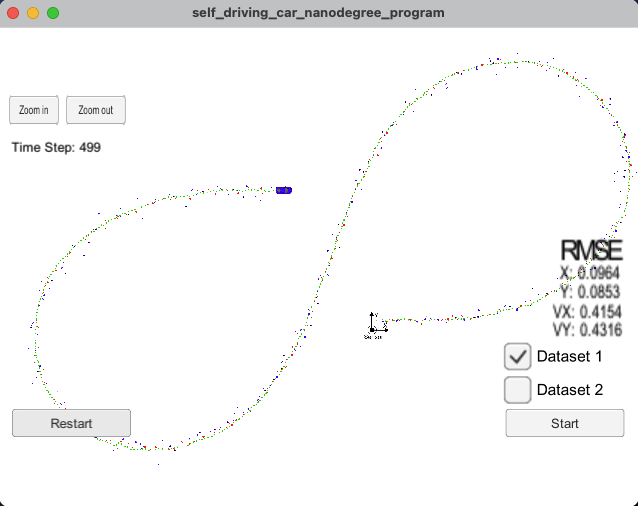 self_driving_car_nanodegree_program
Zoom in
Zoom out
Time Step: 499
RMSE
X: 0.0964
Y: 0.0853
VX: 0.4154
VY: 0.4316
Dataset 1
Dataset 2
Restart
Start